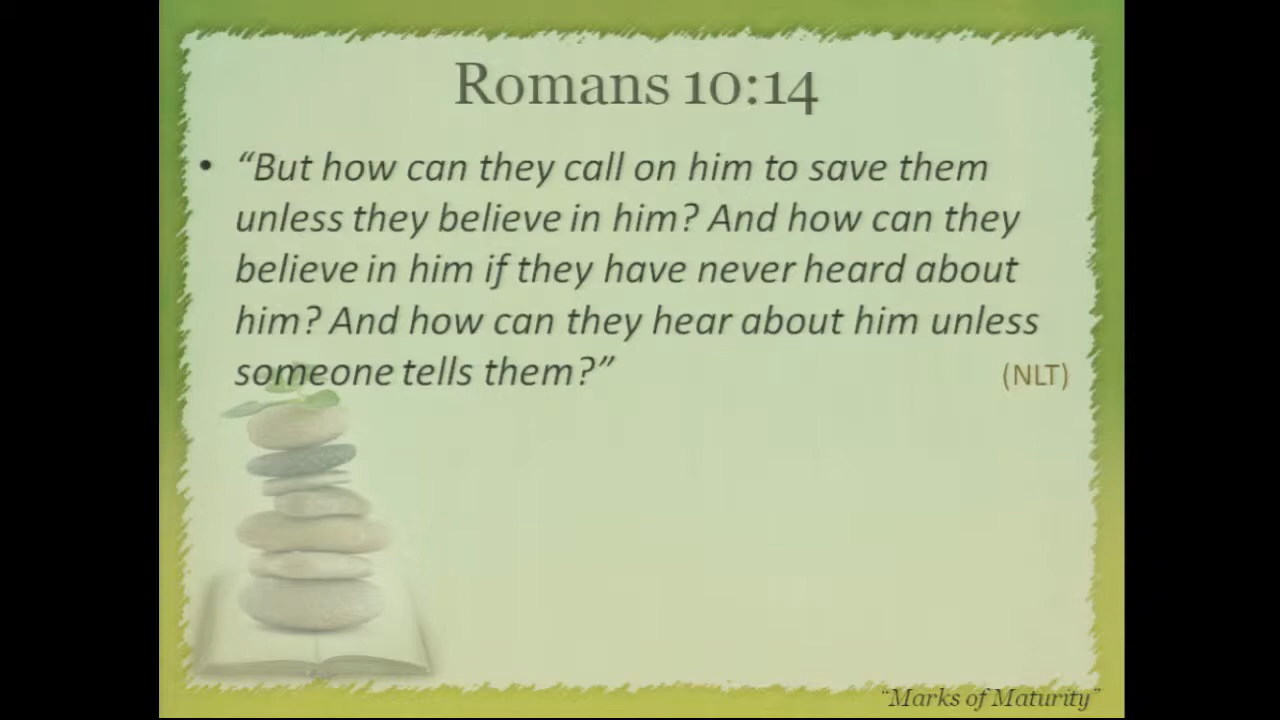 Romans 10:14
• “But how can they call on him to save them
unless they believe in him? And how can they
believe in him if they have never heard about
him? And how can they hear about him unless
someone tells them?” (NLT)
“Marks of Maturity”